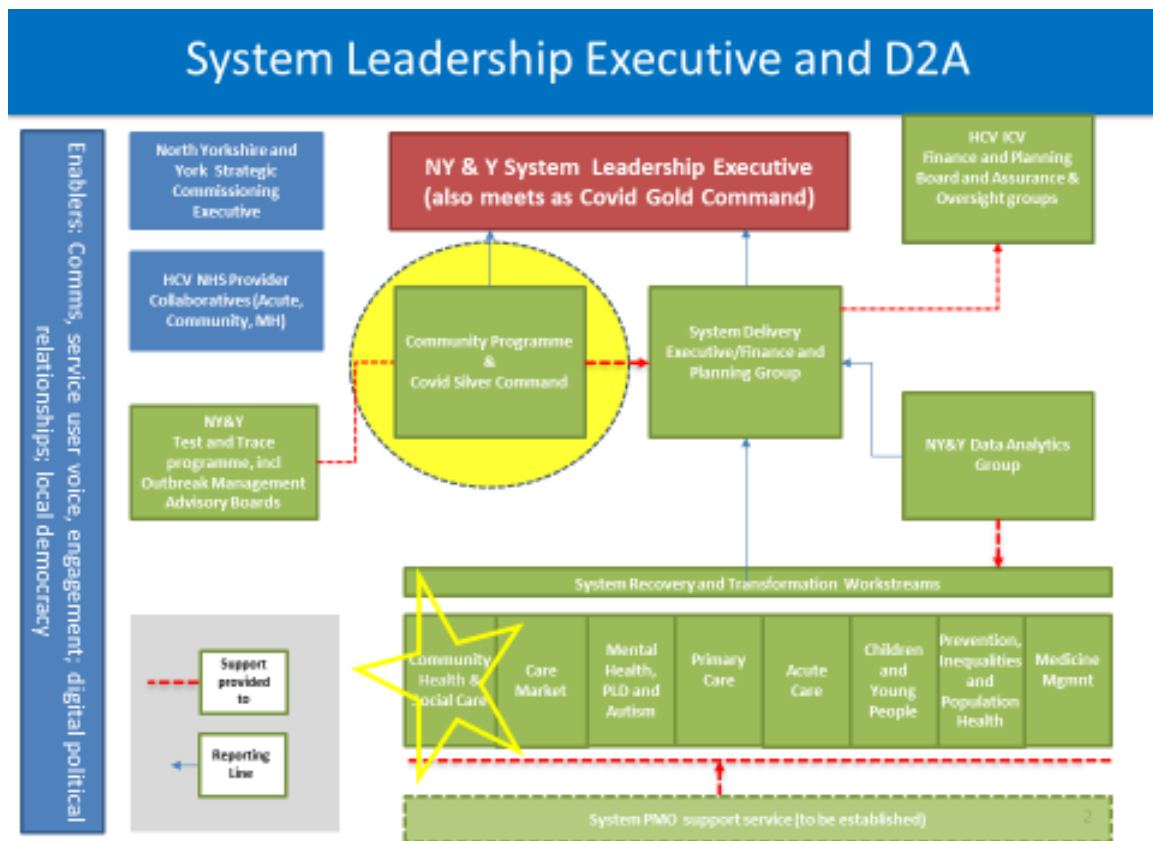 System Leadership Executive and D2A
Enablers: Comms, service user voice, engagement; digital political
relationships; local democracy
North Yorkshire and
York Strategic
Commissioning
Executive
HCV NHS Provider
Collaboratives (Acute,
Community, MH)
NY&Y
Test and Trace
programme, incl
Outbreak Management
Advisory Boards
NY & Y System Leadership Executive
(also meets as Covid Gold Command)
HCV ICV
Finance and Planning
Board and Assurance &
Oversight groups
Community Programme
&
Covid Silver Command
System Delivery
Executive/Finance and
Planning Group
NY&Y Data Analytics
Group
System Recovery and Transformation Workstreams
Community
Health &
Social Care
Care
Market
Mental
Health,
PLD and
Autism
Primary
Care
Acute
Care
Children
and
Young
People
Prevention,
Inequalities
and
Population
Health
Medicine
Mgmnt
Support
provided
to
Reporting
Line
System PMO support service (to be established)
2